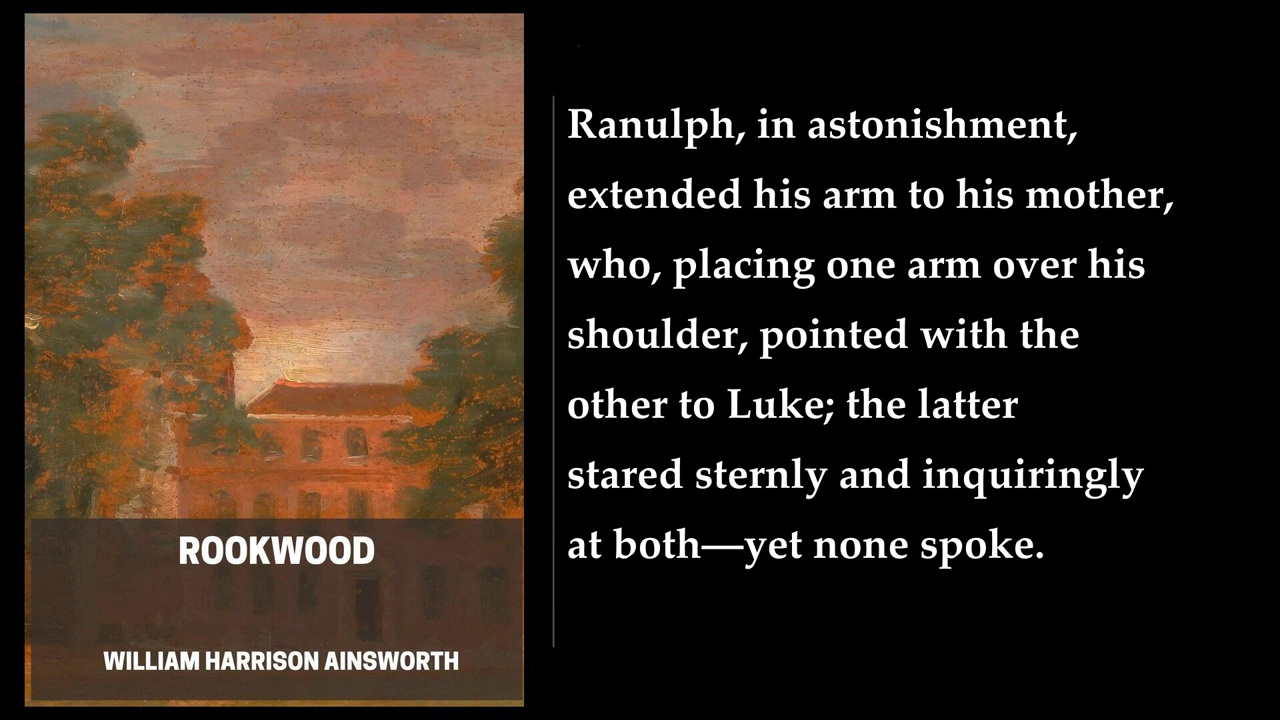 ROOKWOOD
WILLIAM HARRISON AINSWORTH
Ranulph, in astonishment,
extended his arm to his mother,
who, placing one arm over his
shoulder, pointed with the
other to Luke; the latter
stared sternly and inquiringly
at both—yet none spoke.